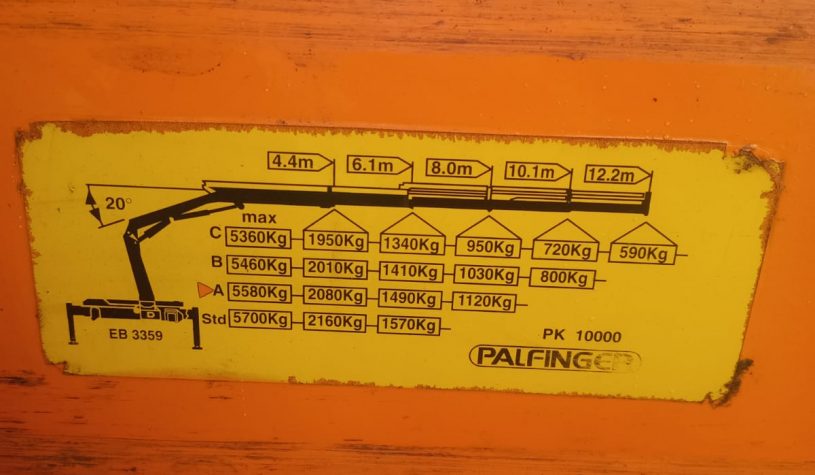 4.4m 6.1m 8.0m 10.1m 12.2m
20°
max
C 5360Kg 1950Kg 1340Kg 950Kg 720Kg 590Kg
B 5460Kg 2010Kg 1410Kg 1030Kg 800Kg
A 5580Kg 2080Kg 1490Kg 1120Kg
Std 5700Kg 2160Kg 1570Kg
EB 3359
PK 10000
PALFINGER